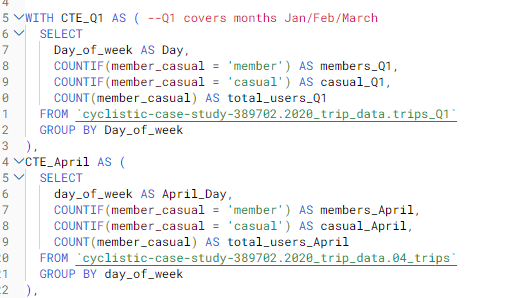 4
5 WITH CTE_Q1 AS ( --Q1 covers months Jan/Feb/March
6 SELECT
7 Day_of_week AS Day,
8 COUNTIF(member_casual = 'member') AS members_Q1,
9 COUNTIF(member_casual = 'casual') AS casual_Q1,
0 COUNT(member_casual) AS total_users_Q1
1 FROM `cyclistic-case-study-389702.2020_trip_data.trips_Q1`
2 GROUP BY Day_of_week
3 ),
4 CTE_April AS (
5 SELECT
6 day_of_week AS April_Day,
7 COUNTIF(member_casual = 'member') AS members_April,
8 COUNTIF(member_casual = 'casual') AS casual_April,
9 COUNT(member_casual) AS total_users_April
20 FROM `cyclistic-case-study-389702.2020_trip_data.04_trips`
21 GROUP BY day_of_week
22 ),